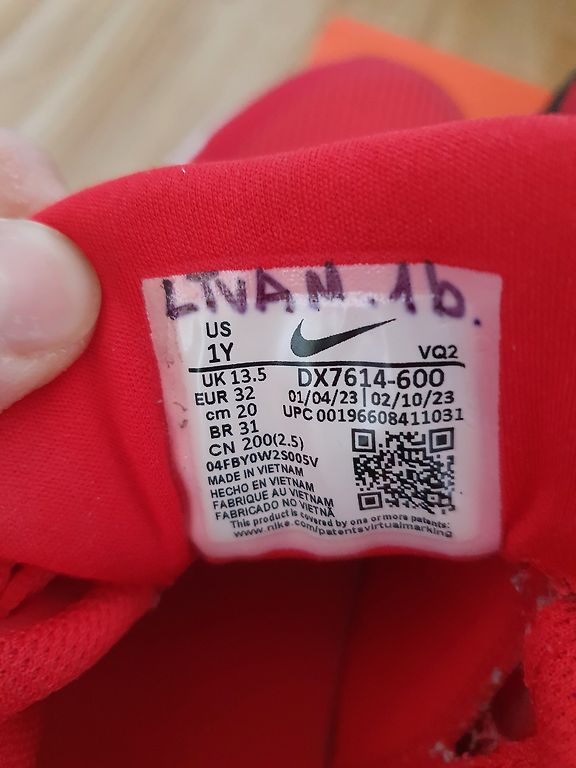 LIVAM.1b.
US
1Y
VQ2
UK 13.5
DX7614-600
EUR 32
01/04/23 | 02/10/23
cm 20
UPC 00196608411031
BR 31
CN 200(2.5)
04FBY0W2S005V
MADE IN VIETNAM
HECHO EN VIETNAM
FABRIQUE AU VIETNAM
FABRICADO NO VIETNÃ
This product is covered by one or more patents:
www.nike.com/patentsvirtualmarking